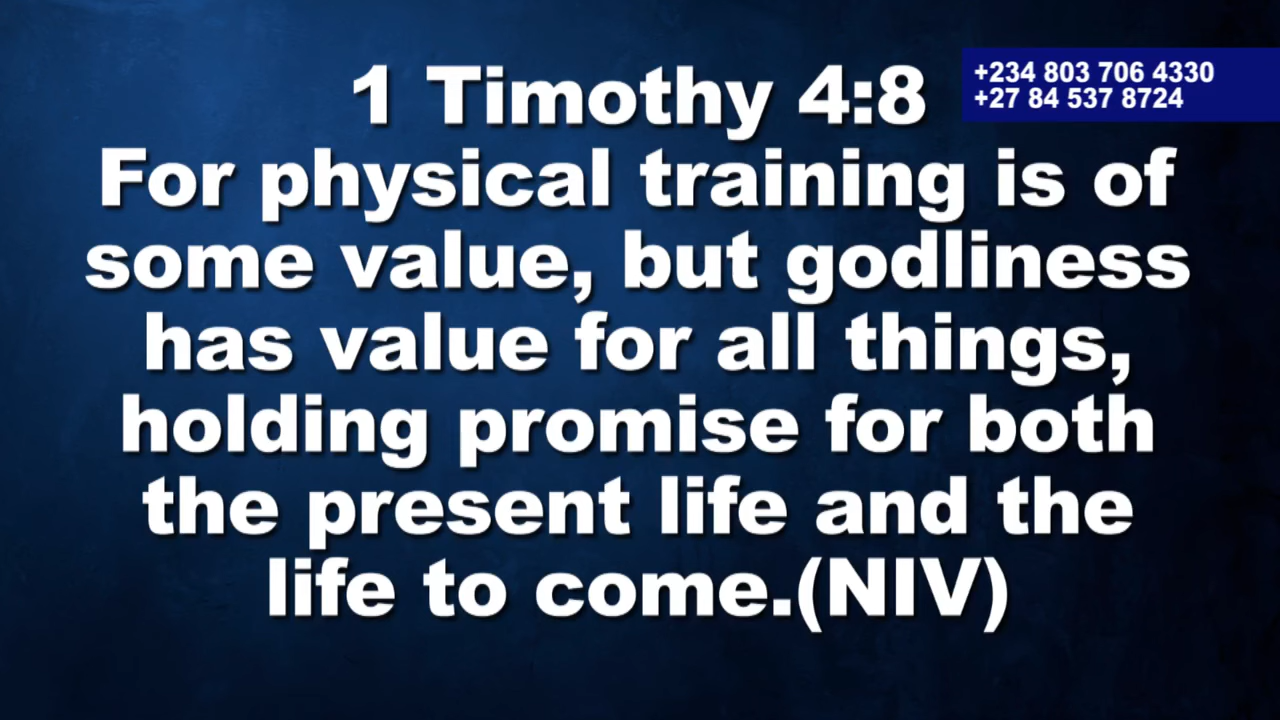 1 Timothy 4:8
+234 803 706 4330
+27 84 537 8724
For physical training is of
some value, but godliness
has value for all things,
holding promise for both
the present life and the
life to come.(NIV)